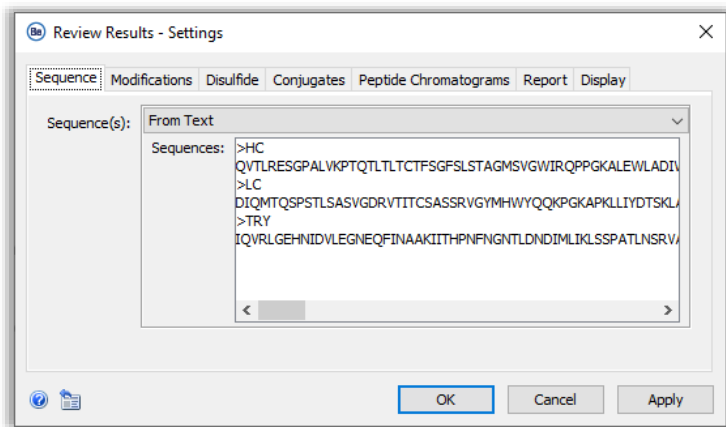 Be Review Results - Settings
Sequence Modifications Disulfide Conjugates Peptide Chromatograms Report Display
Sequence(s): From Text
Sequences: >HC
QVTLRESGPALVKPTQTLTLTCTFSGFSLSTAGMSVGWIRQPPGKALEWLADIV
>LC
DIQMTQSPSTLSASVGDRVTITCSASSRVGYMHWYQQKPGKAPKLLIYDTSKLA
>TRY
IQVRLGEHNIDVLEGNEQFINAAKIITHPNFNGNTLDNDIMLIKLSSPATLNSRVA
OK Cancel Apply